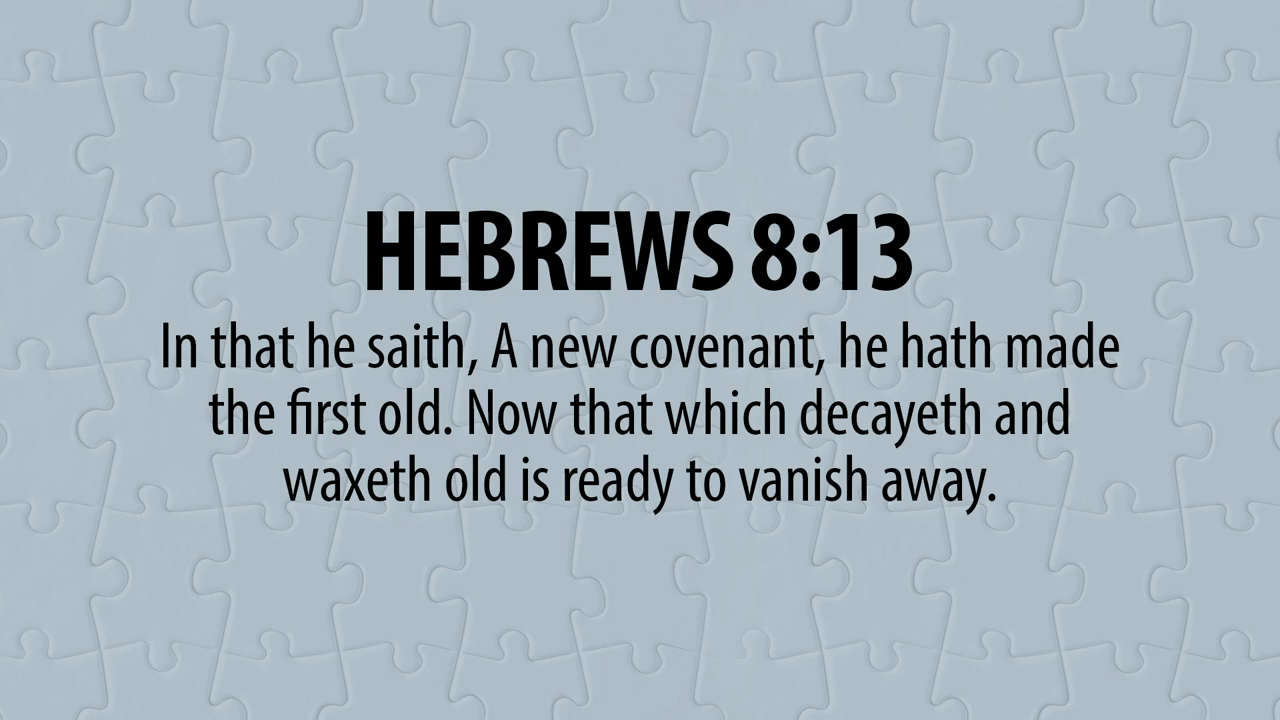 HEBREWS 8:13
In that he saith, A new covenant, he hath made
the first old. Now that which decayeth and
waxeth old is ready to vanish away.